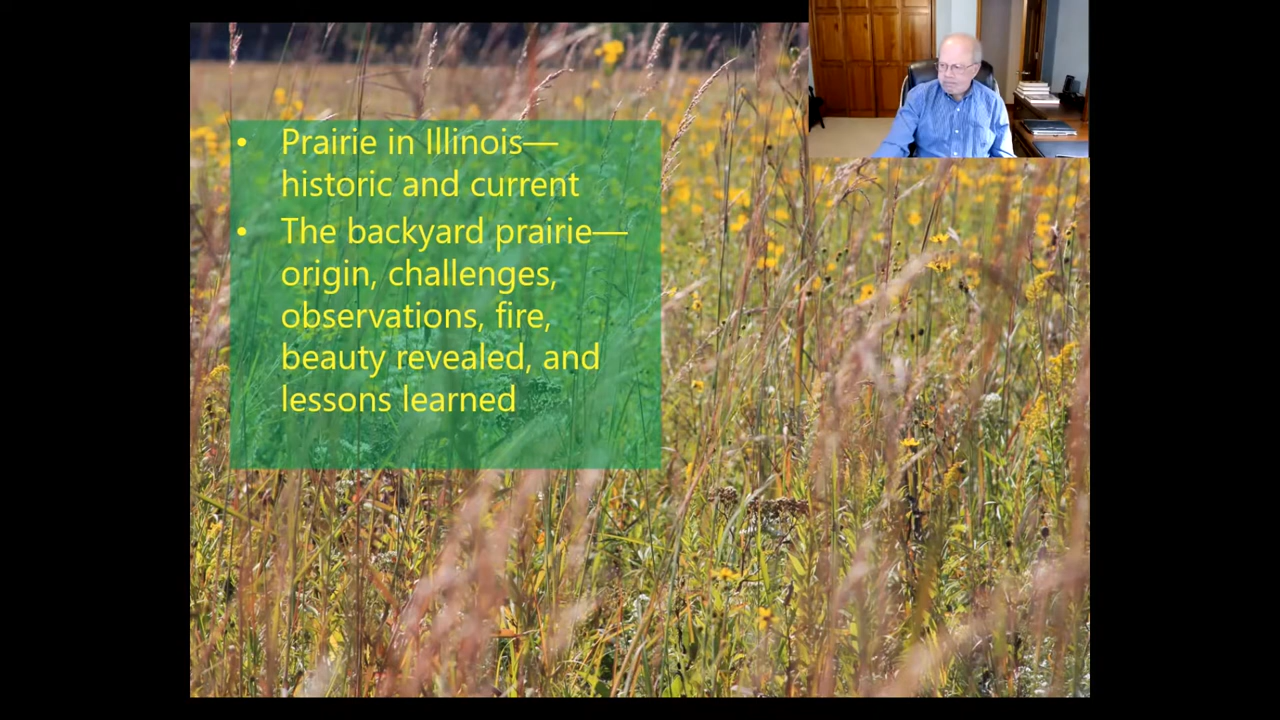 • Prairie in Illinois—
historic and current
• The backyard prairie—
origin, challenges,
observations, fire,
beauty revealed, and
lessons learned